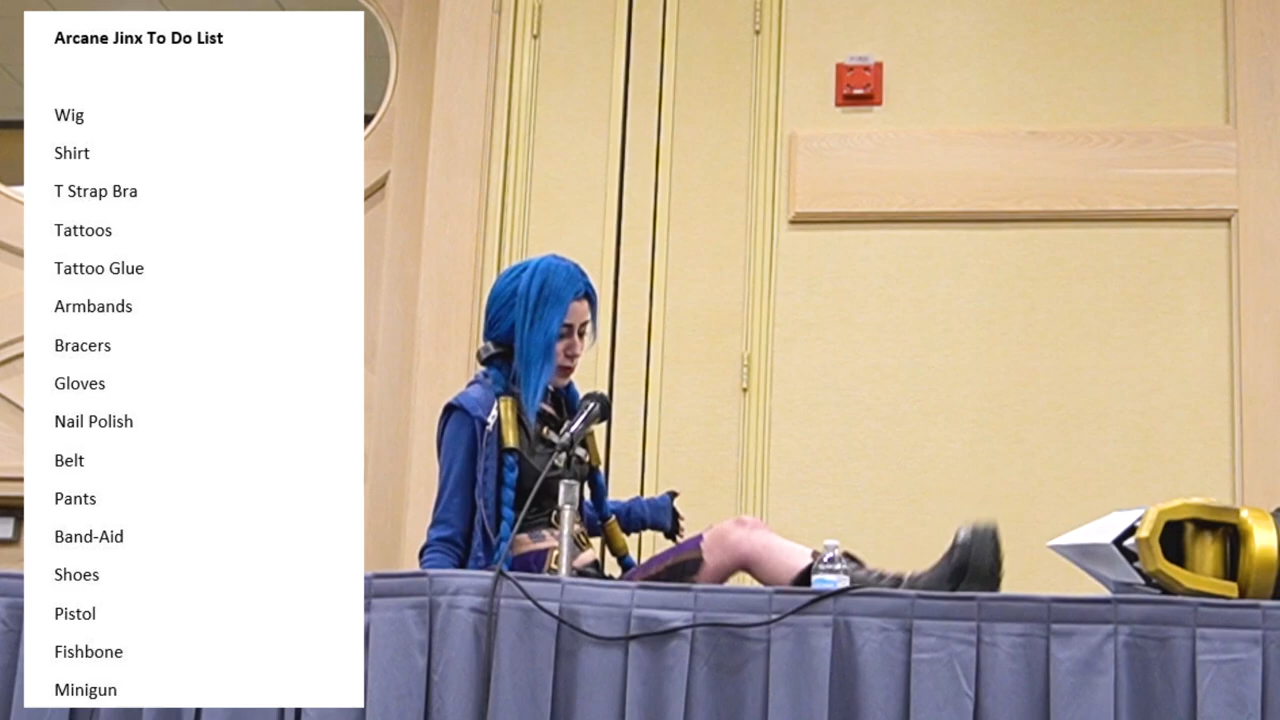 Arcane Jinx To Do List
Wig
Shirt
T Strap Bra
Tattoos
Tattoo Glue
Armbands
Bracers
Gloves
Nail Polish
Belt
Pants
Band-Aid
Shoes
Pistol
Fishbone
Minigun